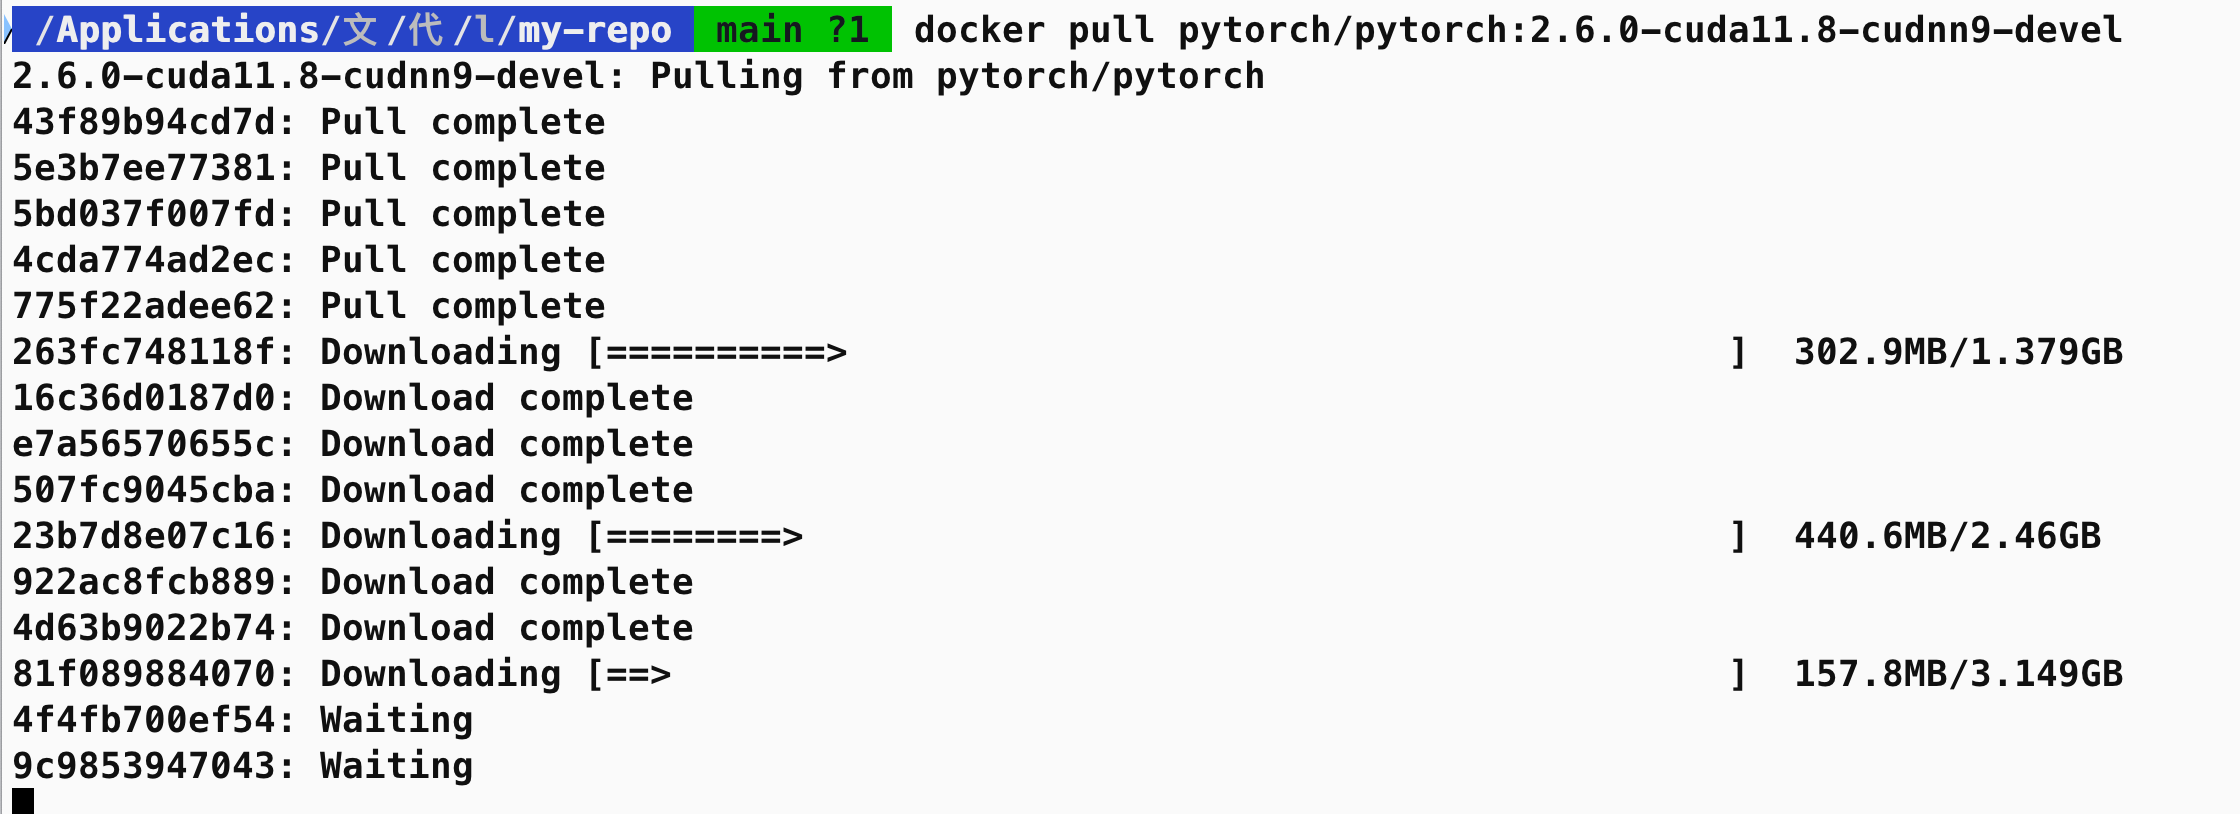 /Applications/文/代/l/my-repo main ?1 docker pull pytorch/pytorch:2.6.0-cuda11.8-cudnn9-devel
2.6.0-cuda11.8-cudnn9-devel: Pulling from pytorch/pytorch
43f89b94cd7d: Pull complete
5e3b7ee77381: Pull complete
5bd037f007fd: Pull complete
4cda774ad2ec: Pull complete
775f22adee62: Pull complete
263fc748118f: Downloading [==========>                                        ]  302.9MB/1.379GB
16c36d0187d0: Download complete
e7a56570655c: Download complete
507fc9045cba: Download complete
23b7d8e07c16: Downloading [========>                                          ]  440.6MB/2.46GB
922ac8fcb889: Download complete
4d63b9022b74: Download complete
81f089884070: Downloading [==>                                                ]  157.8MB/3.149GB
4f4fb700ef54: Waiting
9c9853947043: Waiting